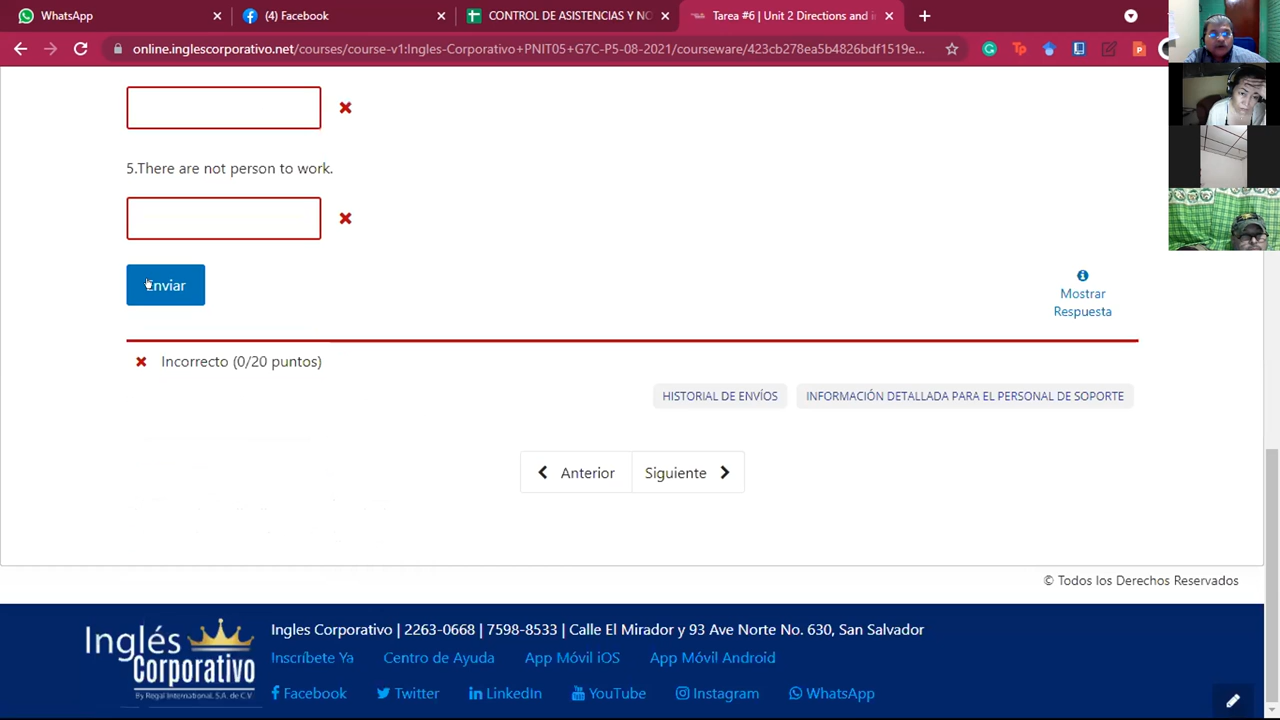 WhatsApp
(4) Facebook
CONTROL DE ASISTENCIAS Y NO
Tarea #6 | Unit 2 Directions and i
online.inglescorporativo.net/courses/course-v1:Ingles-Corporativo+PNIT05+G7C-P5-08-2021/courseware/423cb278ea5b4826bdf1519e...
5.There are not person to work.
Enviar
Mostrar
Respuesta
Incorrecto (0/20 puntos)
HISTORIAL DE ENVÍOS
INFORMACIÓN DETALLADA PARA EL PERSONAL DE SOPORTE
Anterior
Siguiente
© Todos los Derechos Reservados
Inglés
Corporativo
By Regal International, S.A. de C.V
Ingles Corporativo | 2263-0668 | 7598-8533 | Calle El Mirador y 93 Ave Norte No. 630, San Salvador
Inscríbete Ya
Centro de Ayuda
App Móvil iOS
App Móvil Android
Facebook
Twitter
LinkedIn
YouTube
Instagram
WhatsApp